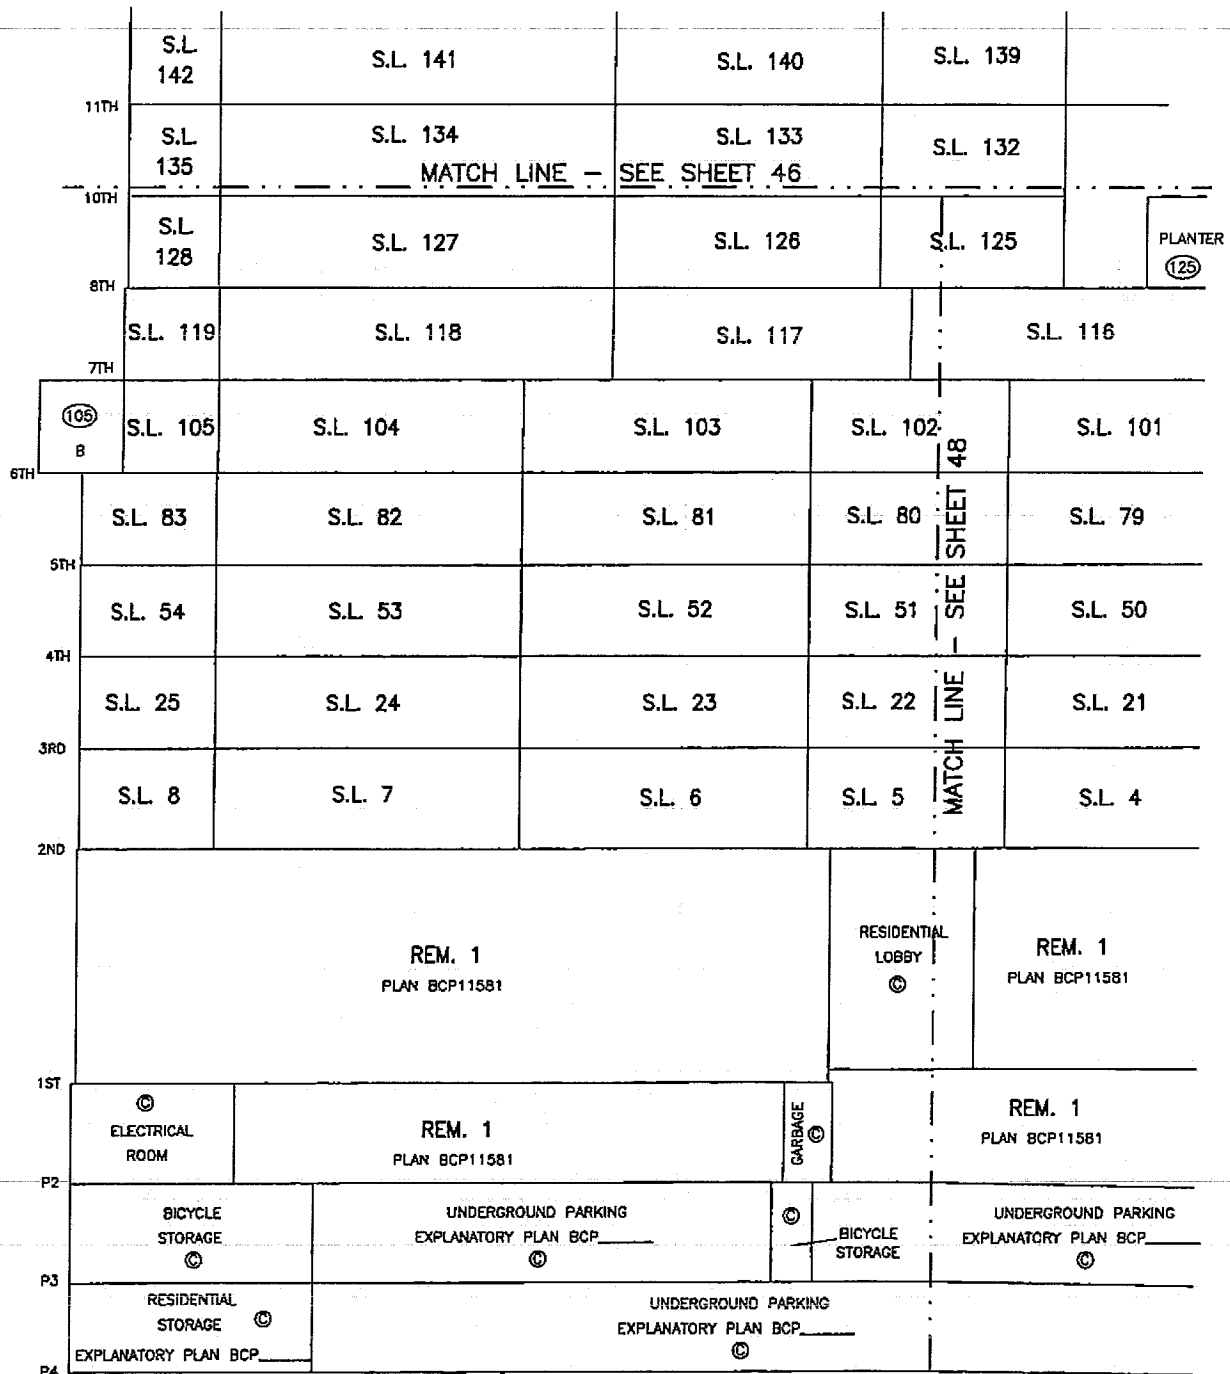 S.L.
142
S.L. 141
S.L. 140
S.L. 139
11TH
S.L.
135
S.L. 134
S.L. 133
S.L. 132
MATCH LINE – SEE SHEET 46
10TH
S.L.
128
S.L. 127
S.L. 126
S.L. 125
PLANTER
125
8TH
S.L. 119
S.L. 118
S.L. 117
S.L. 116
7TH
105
B
S.L. 105
S.L. 104
S.L. 103
S.L. 102
S.L. 101
6TH
S.L. 83
S.L. 82
S.L. 81
S.L. 80
S.L. 79
5TH
S.L. 54
S.L. 53
S.L. 52
S.L. 51
S.L. 50
4TH
S.L. 25
S.L. 24
S.L. 23
S.L. 22
S.L. 21
MATCH LINE – SEE SHEET 48
3RD
S.L. 8
S.L. 7
S.L. 6
S.L. 5
S.L. 4
2ND
REM. 1
PLAN BCP11581
RESIDENTIAL
LOBBY
©
REM. 1
PLAN BCP11581
1ST
©
ELECTRICAL
ROOM
REM. 1
PLAN BCP11581
GARBAGE
©
REM. 1
PLAN BCP11581
P2
BICYCLE
STORAGE
©
UNDERGROUND PARKING
EXPLANATORY PLAN BCP______
©
©
BICYCLE
STORAGE
UNDERGROUND PARKING
EXPLANATORY PLAN BCP______
©
P3
RESIDENTIAL
STORAGE ©
EXPLANATORY PLAN BCP______
UNDERGROUND PARKING
EXPLANATORY PLAN BCP______
©
P4